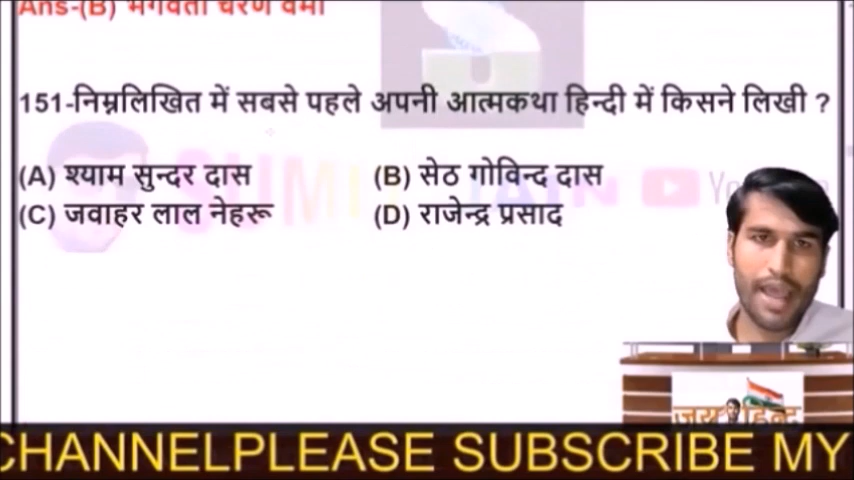 Ans-(B) भगवती चरण वर्मा
151-निम्नलिखित में सबसे पहले अपनी आत्मकथा हिन्दी में किसने लिखी ?
(A) श्याम सुन्दर दास (B) सेठ गोविन्द दास
(C) जवाहर लाल नेहरू (D) राजेन्द्र प्रसाद
जय हिन्द
CHANNELPLEASE SUBSCRIBE MY